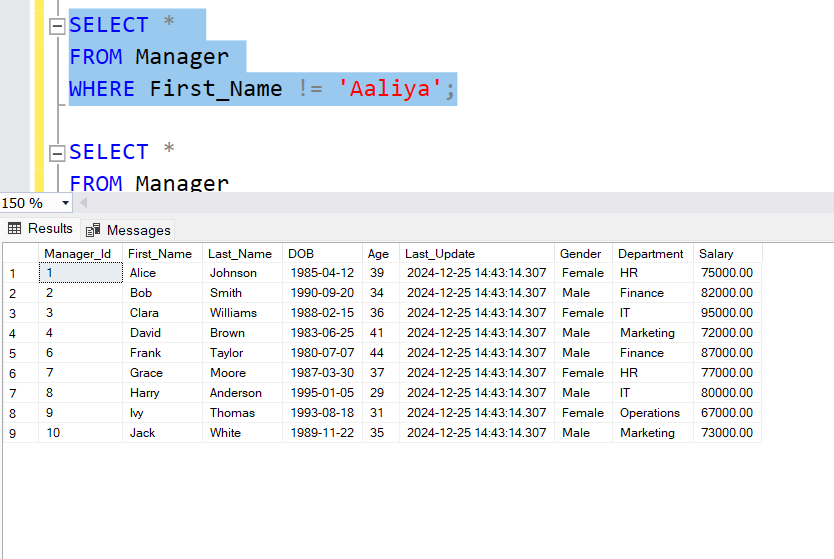 SELECT *
FROM Manager
WHERE First_Name != 'Aaliya';
SELECT *
FROM Manager
150 %
Results Messages
Manager_Id First_Name Last_Name DOB Age Last_Update Gender Department Salary
1 1 Alice Johnson 1985-04-12 39 2024-12-25 14:43:14.307 Female HR 75000.00
2 2 Bob Smith 1990-09-20 34 2024-12-25 14:43:14.307 Male Finance 82000.00
3 3 Clara Williams 1988-02-15 36 2024-12-25 14:43:14.307 Female IT 95000.00
4 4 David Brown 1983-06-25 41 2024-12-25 14:43:14.307 Male Marketing 72000.00
5 6 Frank Taylor 1980-07-07 44 2024-12-25 14:43:14.307 Male Finance 87000.00
6 7 Grace Moore 1987-03-30 37 2024-12-25 14:43:14.307 Female HR 77000.00
7 8 Harry Anderson 1995-01-05 29 2024-12-25 14:43:14.307 Male IT 80000.00
8 9 Ivy Thomas 1993-08-18 31 2024-12-25 14:43:14.307 Female Operations 67000.00
9 10 Jack White 1989-11-22 35 2024-12-25 14:43:14.307 Male Marketing 73000.00